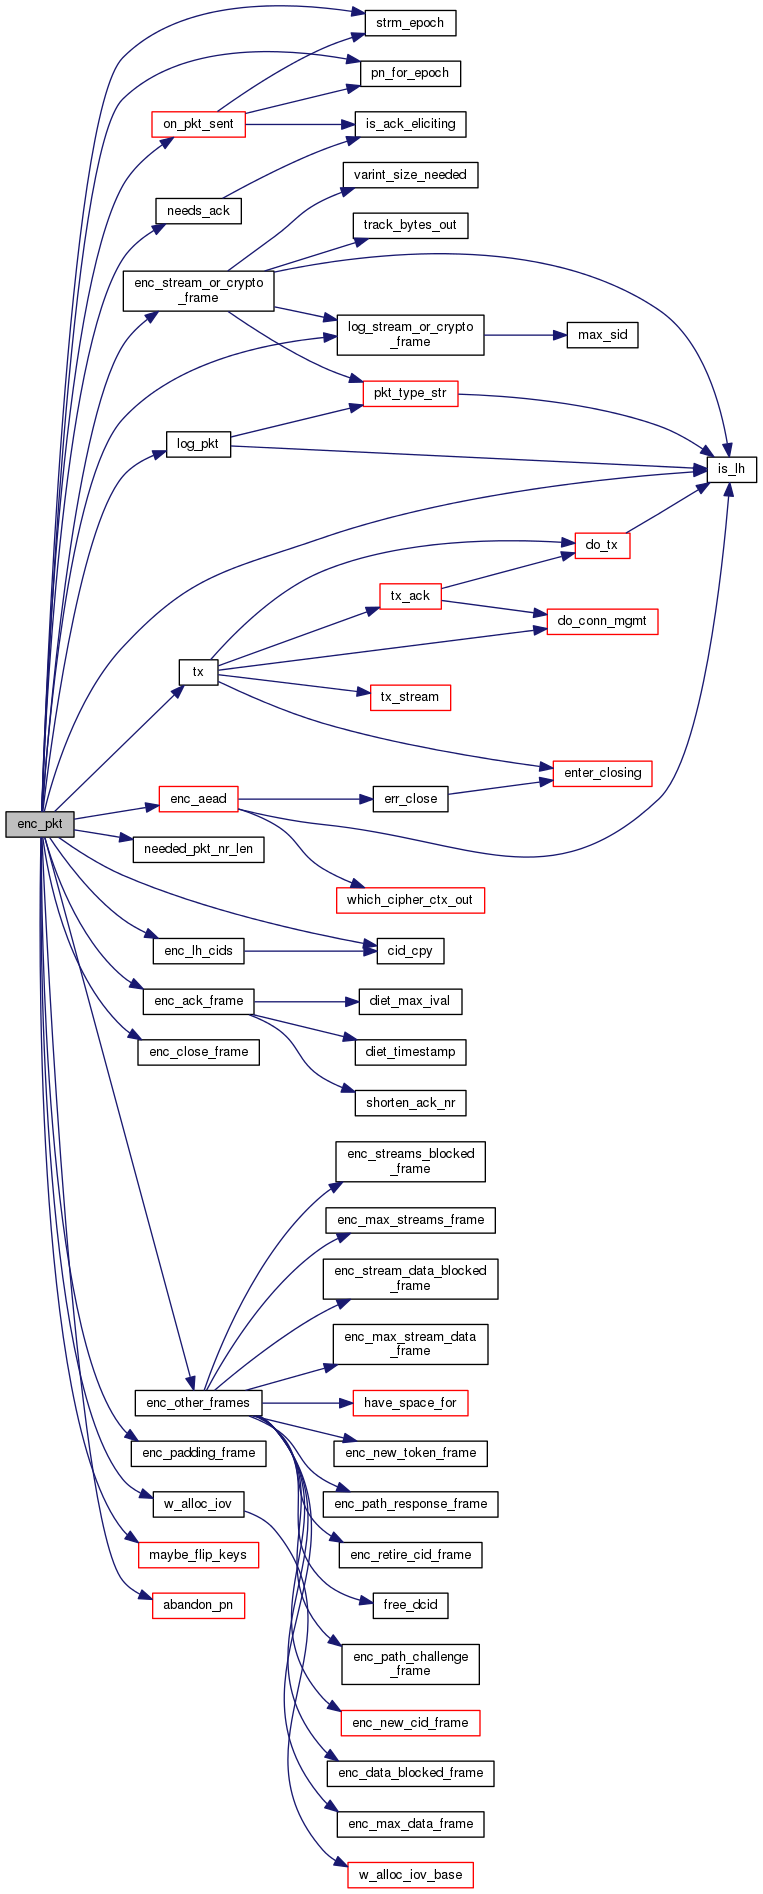 strm_epoch
pn_for_epoch
on_pkt_sent
is_ack_eliciting
varint_size_needed
needs_ack
track_bytes_out
enc_stream_or_crypto
_frame
log_stream_or_crypto
_frame
max_sid
pkt_type_str
log_pkt
is_lh
do_tx
tx_ack
do_conn_mgmt
tx
tx_stream
enter_closing
enc_aead
err_close
enc_pkt
needed_pkt_nr_len
which_cipher_ctx_out
enc_lh_cids
cid_cpy
enc_ack_frame
diet_max_ival
enc_close_frame
diet_timestamp
shorten_ack_nr
enc_streams_blocked
_frame
enc_max_streams_frame
enc_stream_data_blocked
_frame
enc_max_stream_data
_frame
enc_other_frames
have_space_for
enc_padding_frame
enc_new_token_frame
w_alloc_iov
enc_path_response_frame
maybe_flip_keys
enc_retire_cid_frame
abandon_pn
free_dcid
enc_path_challenge
_frame
enc_new_cid_frame
enc_data_blocked_frame
enc_max_data_frame
w_alloc_iov_base